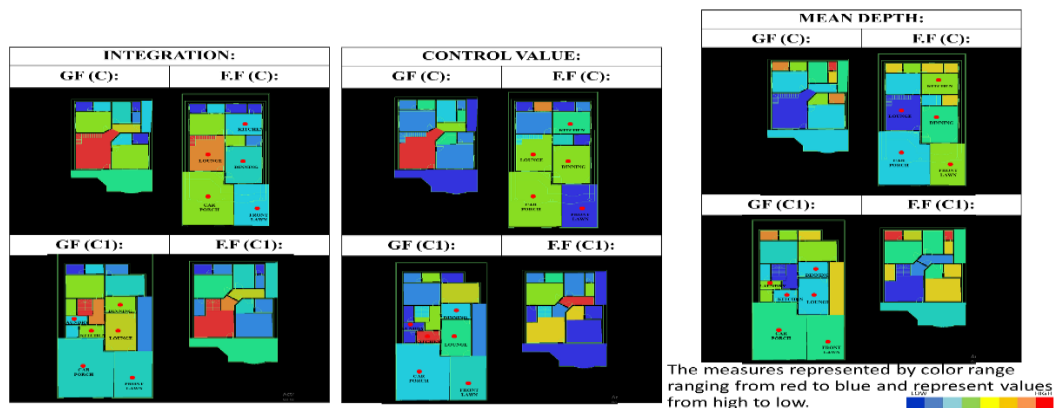 MEAN DEPTH:
GF (C):
F.F (C):
INTEGRATION:
GF (C):
F.F (C):
CONTROL VALUE:
GF (C):
F.F (C):
KITCHEN
LOUNGE
DINNING
CAR
PORCH
FRONT
LAWN
KITCHEN
LOUNGE
DINNING
CAR
PORCH
FRONT
LAWN
KITCHEN
LOUNGE
DINNING
CAR
PORCH
FRONT
LAWN
GF (C1):
F.F (C1):
GF (C1):
F.F (C1):
GF (C1):
F.F (C1):
DINNING
KITCHEN
LOUNGE
CAR
PORCH
FRONT
LAWN
DINNING
LOUNGE
CAR
PORCH
FRONT
LAWN
DINNING
LAUNDRY
KITCHEN
LOUNGE
CAR
PORCH
FRONT
LAWN
The measures represented by color range
ranging from red to blue and represent values
from high to low.
LOW
HIGH